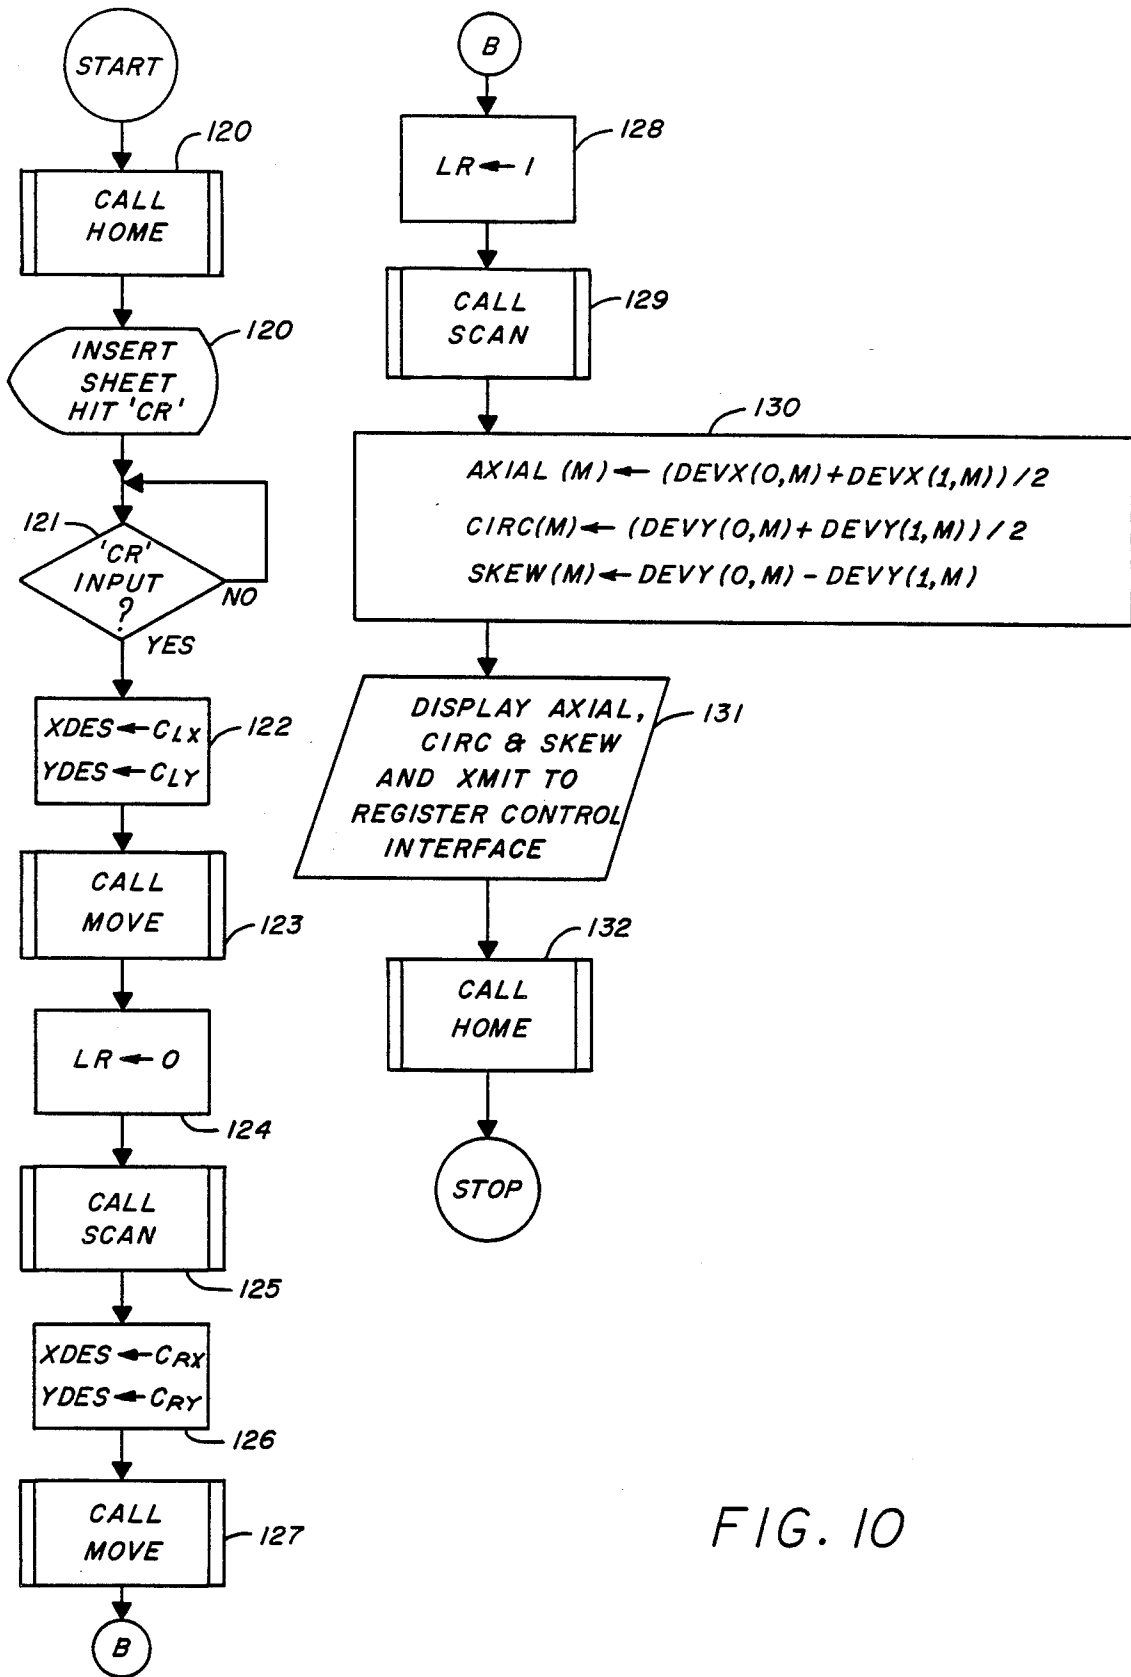 START
120
CALL
HOME
120
INSERT
SHEET
HIT 'CR'
121
'CR'
INPUT
?
NO
YES
122
XDES ← CLX
YDES ← CLY
CALL
MOVE
123
LR ← 0
124
CALL
SCAN
125
XDES ← CRX
YDES ← CRY
126
CALL
MOVE
127
B
B
128
LR ← 1
CALL
SCAN
129
130
AXIAL (M) ← (DEVX(0,M) + DEVX(1,M))/2
CIRC(M) ← (DEVY(0,M) + DEVY(1,M))/2
SKEW(M) ← DEVY(0,M) - DEVY(1,M)
DISPLAY AXIAL,
CIRC & SKEW
AND XMIT TO
REGISTER CONTROL
INTERFACE
131
132
CALL
HOME
STOP
FIG. 10